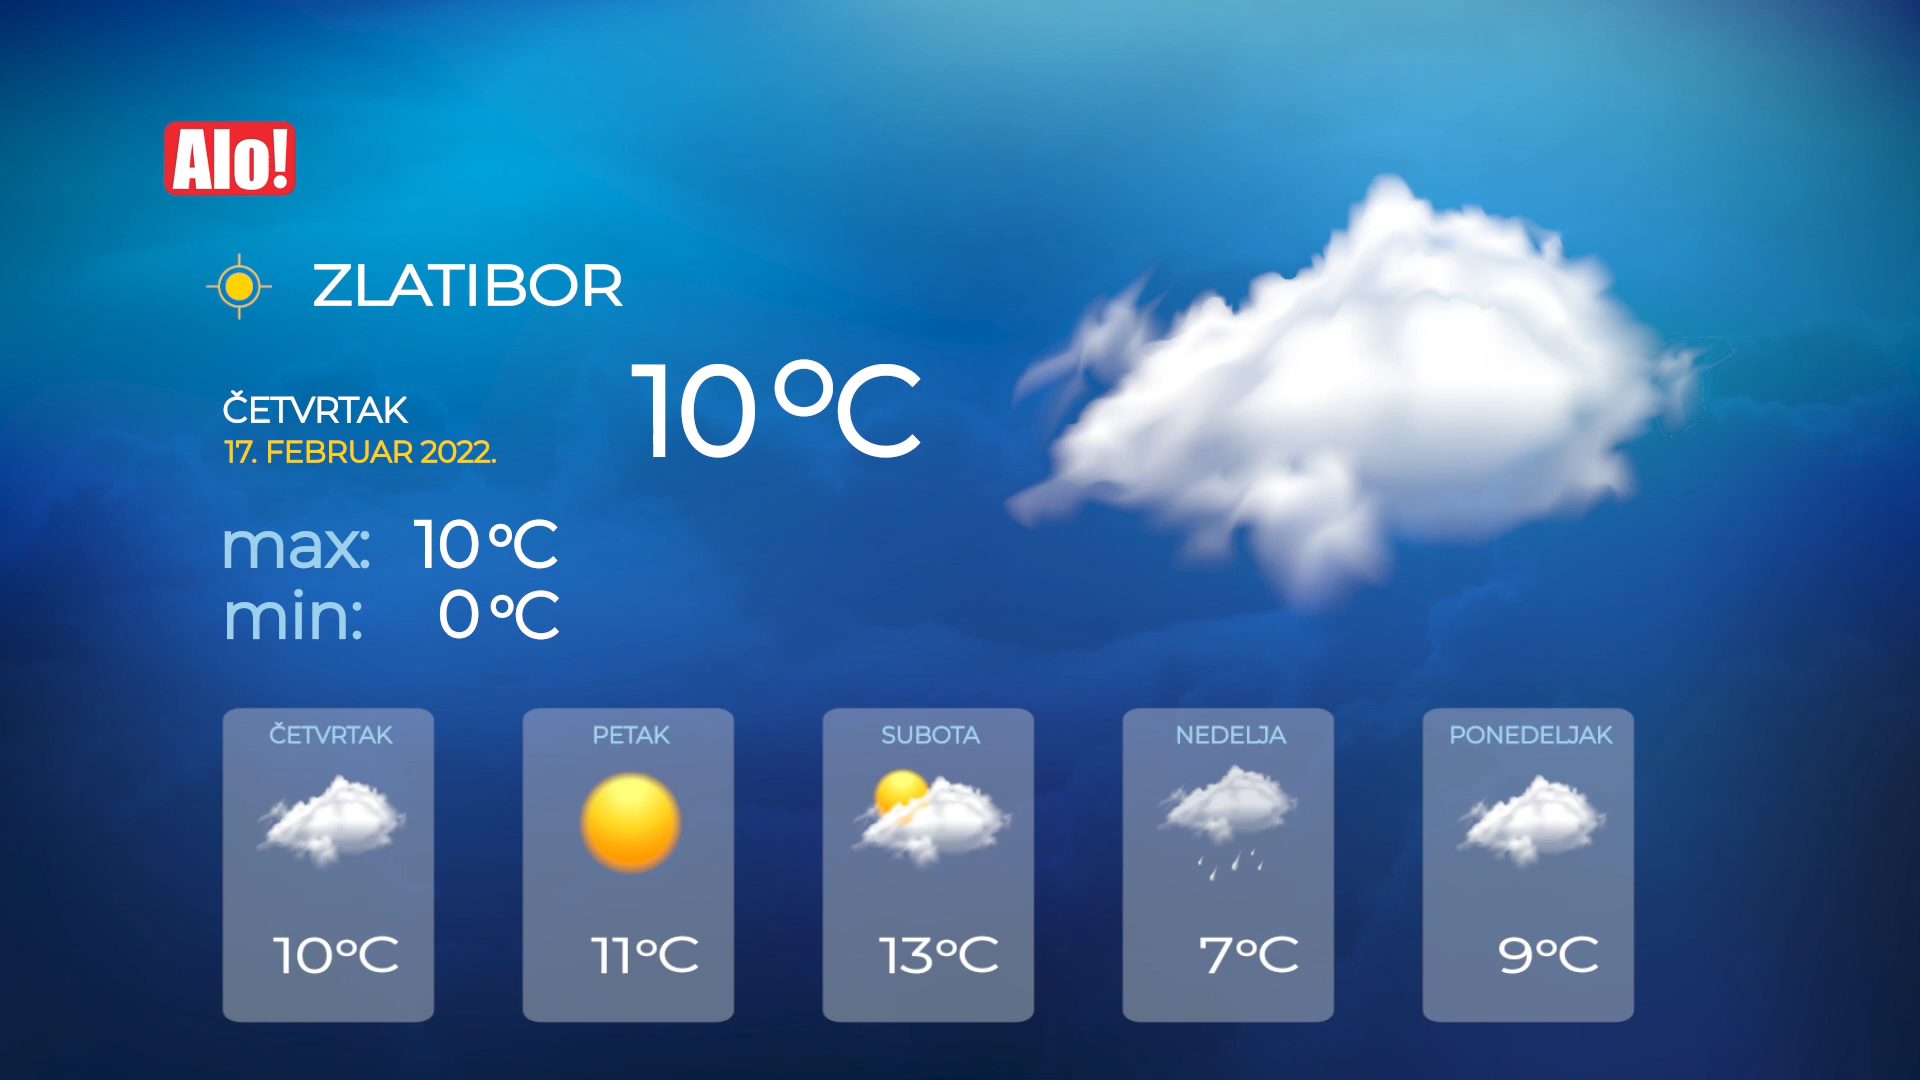 Alo!
ZLATIBOR
10°C
ČETVRTAK
17. FEBRUAR 2022.
max: 10°C
min: 0°C
ČETVRTAK
10°C
PETAK
11°C
SUBOTA
13°C
NEDELJA
7°C
PONEDELJAK
9°C